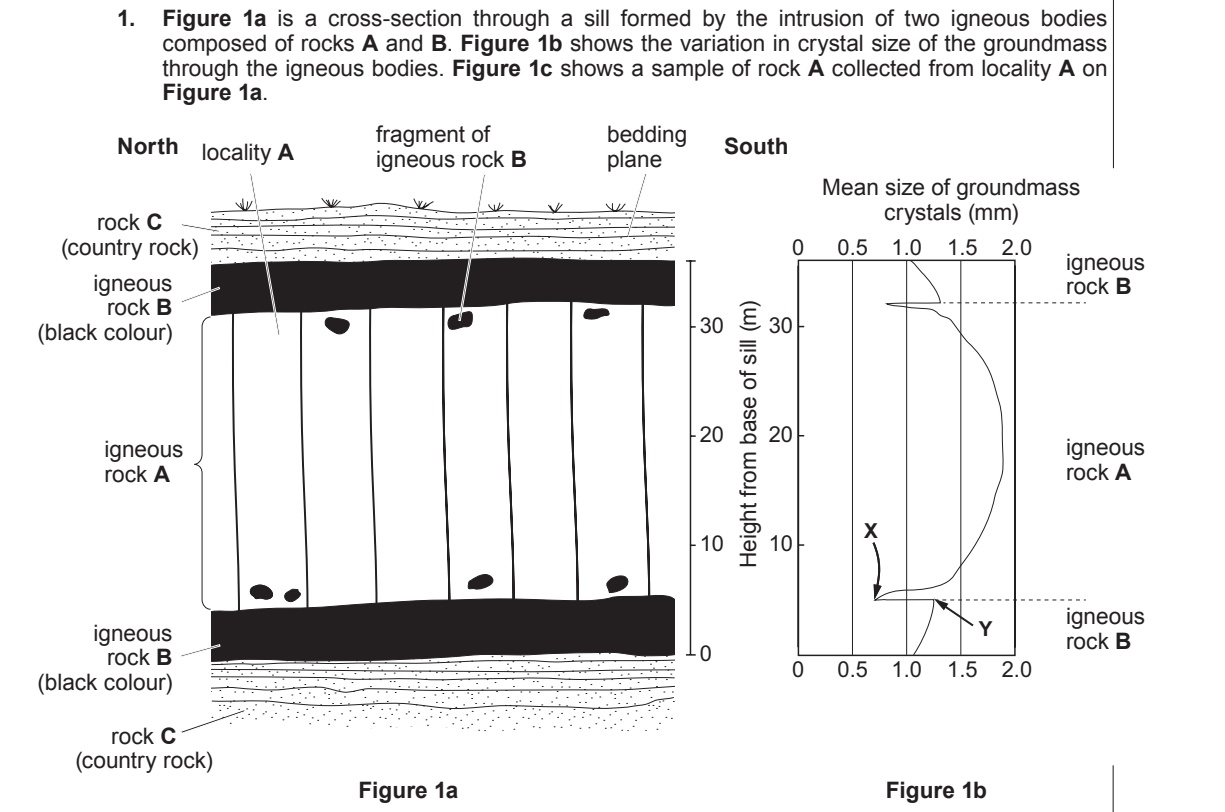 1. Figure 1a is a cross-section through a sill formed by the intrusion of two igneous bodies
composed of rocks A and B. Figure 1b shows the variation in crystal size of the groundmass
through the igneous bodies. Figure 1c shows a sample of rock A collected from locality A on
Figure 1a.
North
locality A
fragment of
igneous rock B
bedding
plane
South
rock C
(country rock)
igneous
rock B
(black colour)
igneous
rock A
igneous
rock B
(black colour)
rock C
(country rock)
30
20
10
0
Height from base of sill (m)
Figure 1a
Mean size of groundmass
crystals (mm)
0 0.5 1.0 1.5 2.0
30
20
10
X
Y
0 0.5 1.0 1.5 2.0
igneous
rock B
igneous
rock A
igneous
rock B
Figure 1b